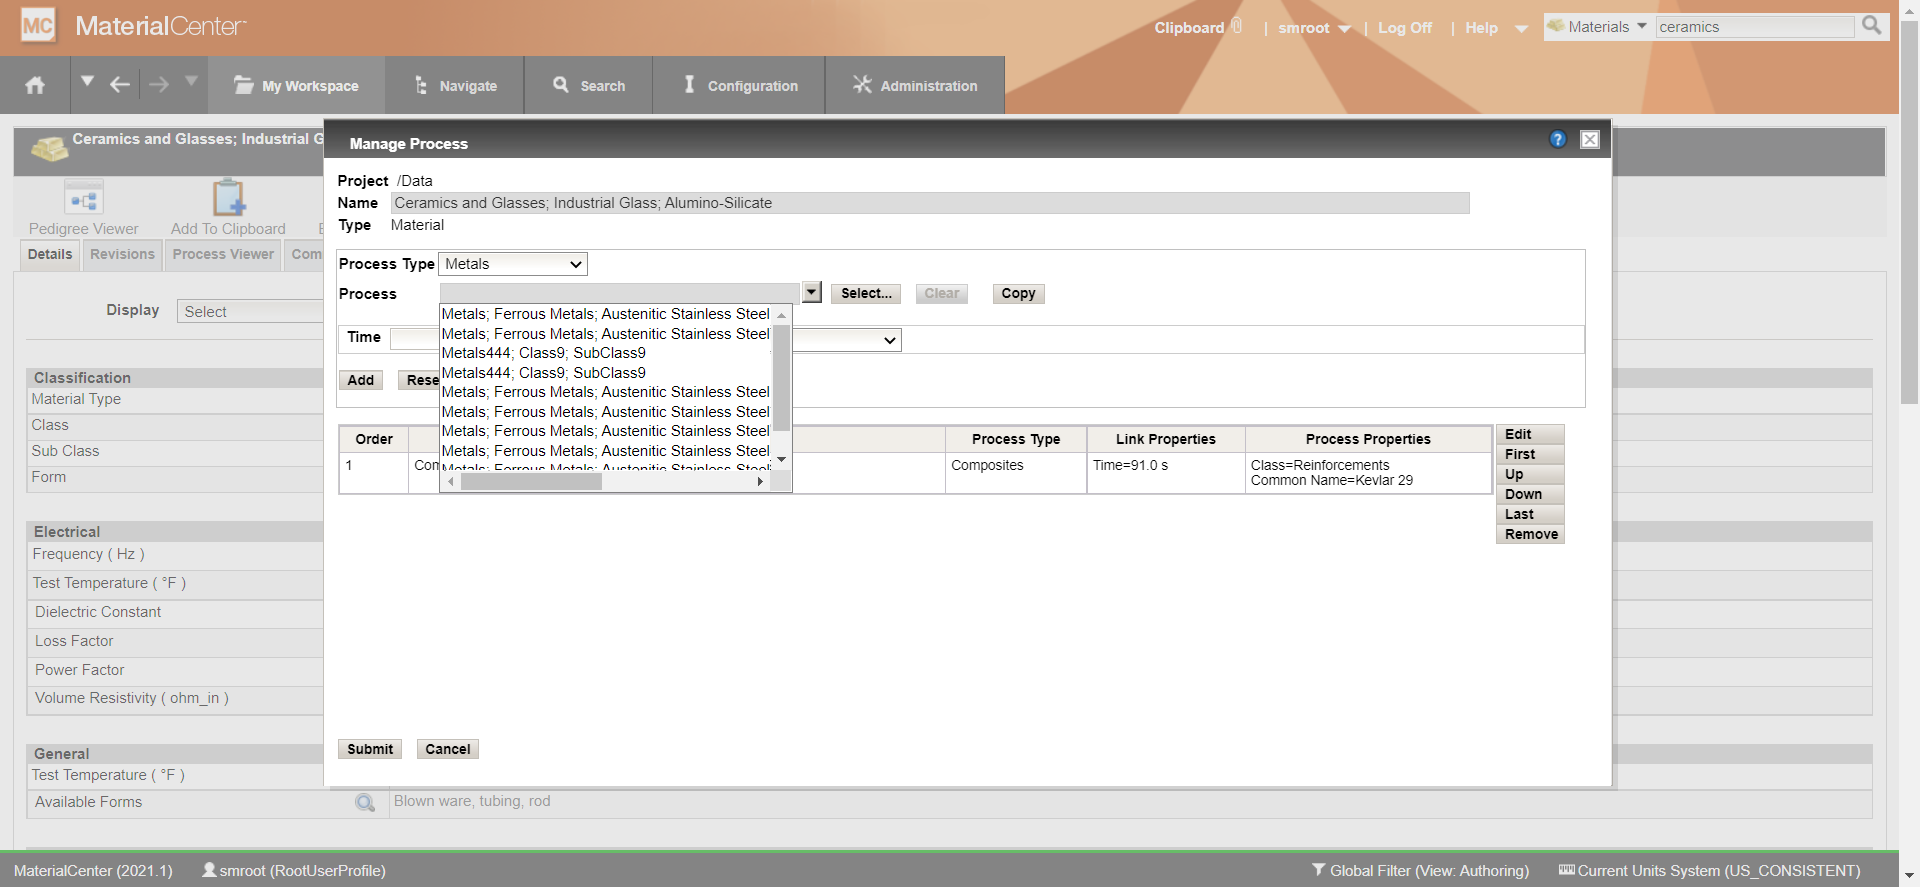 MC MaterialCenter
Clipboard | smroot | Log Off | Help Materials ceramics
My Workspace Navigate Search Configuration Administration
Ceramics and Glasses; Industrial G
Pedigree Viewer Add To Clipboard
Details Revisions Process Viewer Com
Display Select
Classification
Material Type
Class
Sub Class
Form
Electrical
Frequency ( Hz )
Test Temperature ( °F )
Dielectric Constant
Loss Factor
Power Factor
Volume Resistivity ( ohm_in )
General
Test Temperature ( °F )
Available Forms Blown ware, tubing, rod
Manage Process ?
Project /Data
Name Ceramics and Glasses; Industrial Glass; Alumino-Silicate
Type Material
Process Type Metals
Process Select... Clear Copy
Metals; Ferrous Metals; Austenitic Stainless Steel
Metals; Ferrous Metals; Austenitic Stainless Steel
Metals444; Class9; SubClass9
Metals444; Class9; SubClass9
Metals; Ferrous Metals; Austenitic Stainless Steel
Metals; Ferrous Metals; Austenitic Stainless Steel
Metals; Ferrous Metals; Austenitic Stainless Steel
Metals; Ferrous Metals; Austenitic Stainless Steel
Metals; Ferrous Metals; Austenitic Stainless Steel
Time
Add Rese
Order Process Type Link Properties Process Properties
1 Com Composites Time=91.0 s Class=Reinforcements
Common Name=Kevlar 29
Edit
First
Up
Down
Last
Remove
Submit Cancel
MaterialCenter (2021.1) smroot (RootUserProfile) Global Filter (View: Authoring) Current Units System (US_CONSISTENT)